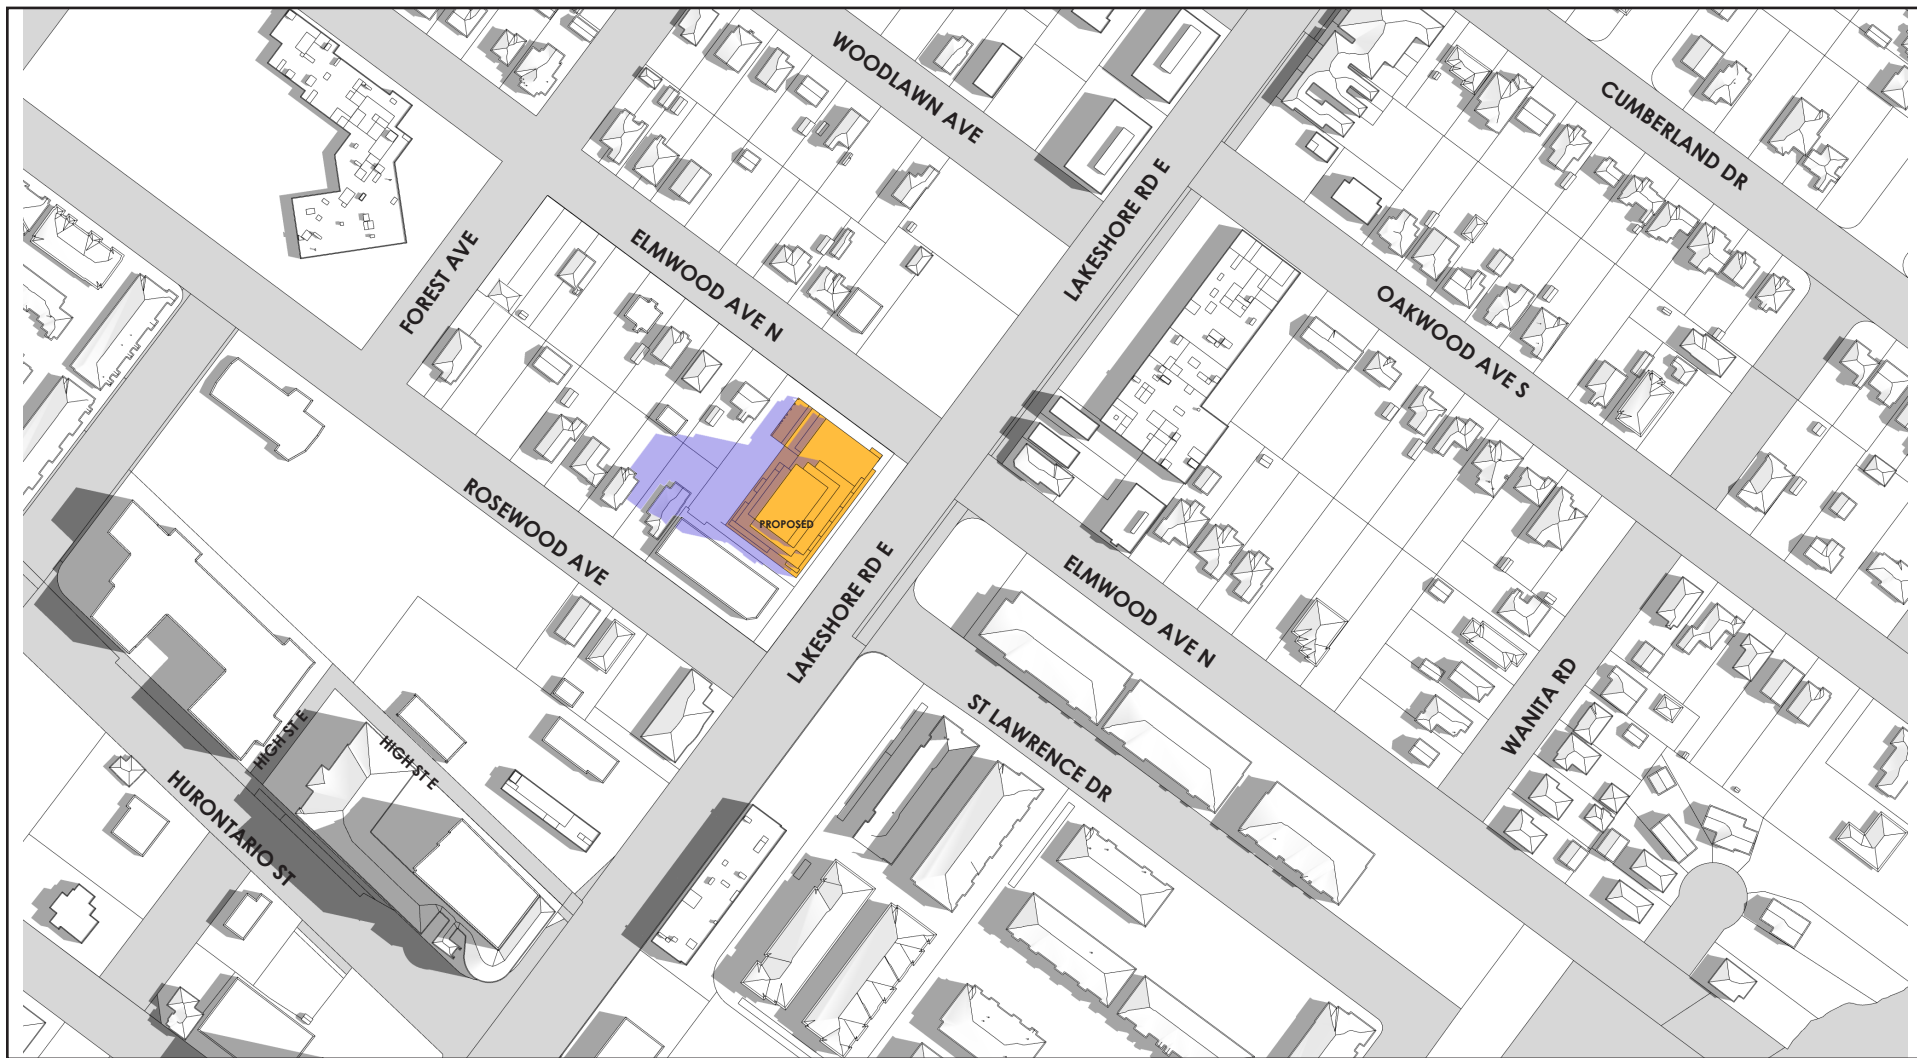 WOODLAWN AVE
CUMBERLAND DR
LAKESHORE RD E
FOREST AVE
ELMWOOD AVE N
OAKWOOD AVE S
PROPOSED
ROSEWOOD AVE
LAKESHORE RD E
ELMWOOD AVE N
ST LAWRENCE DR
WANITA RD
HIGH ST E
HIGH ST E
HURONTARIO ST